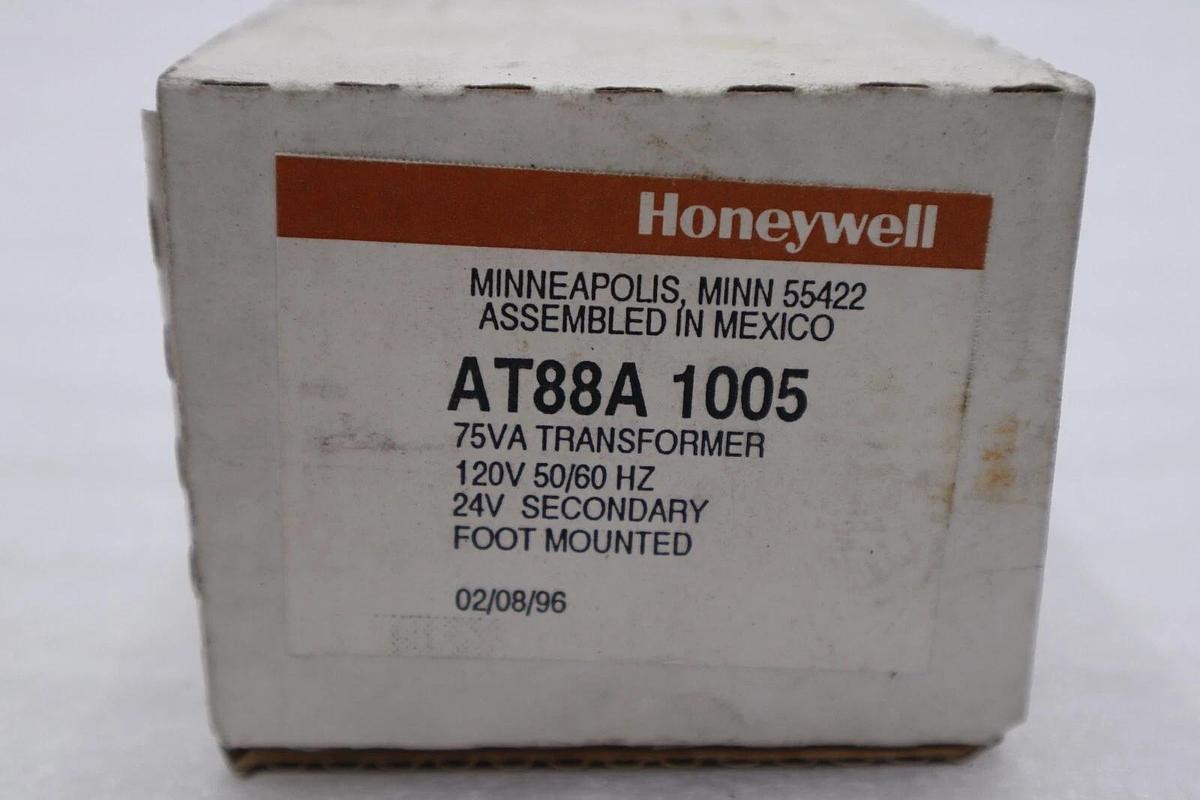 Honeywell
MINNEAPOLIS, MINN 55422
ASSEMBLED IN MEXICO
AT88A 1005
75VA TRANSFORMER
120V 50/60 HZ
24V SECONDARY
FOOT MOUNTED
02/08/96